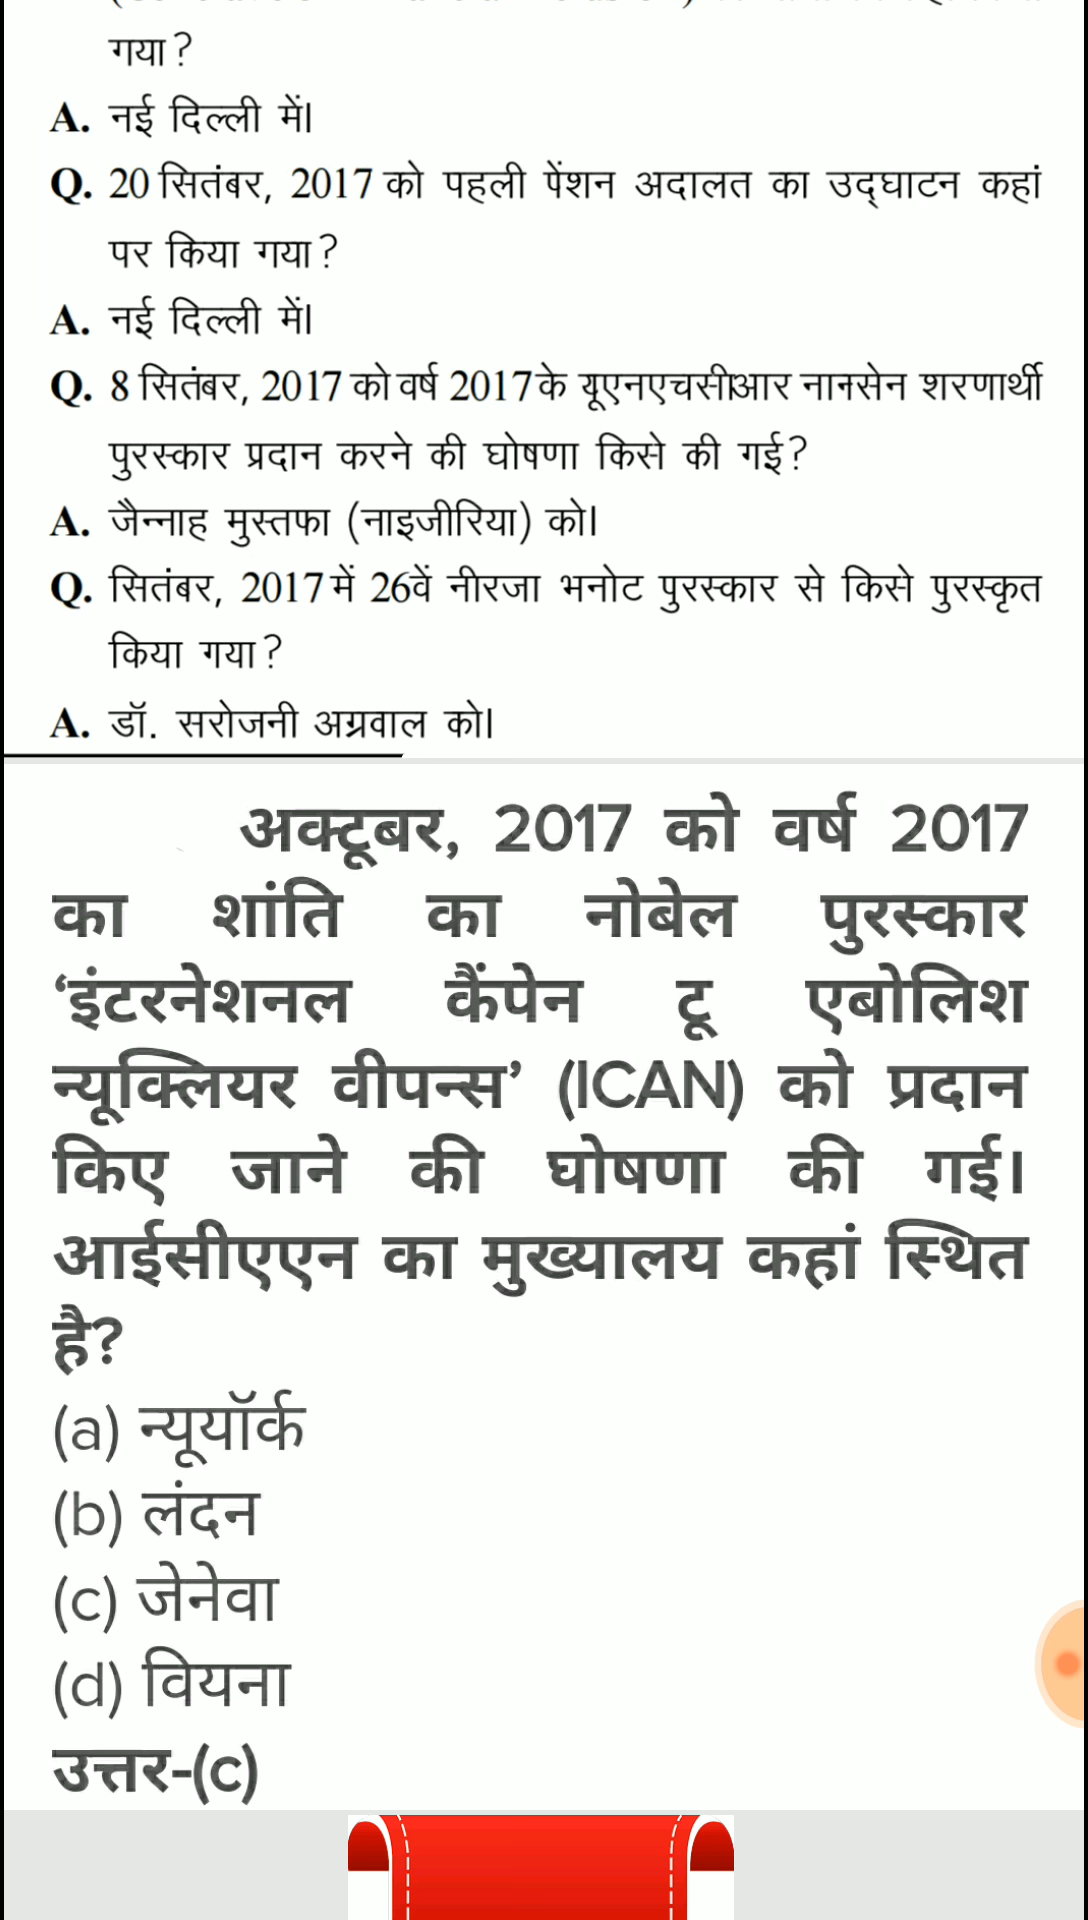 गया?
A. नई दिल्ली में।
Q. 20 सितंबर, 2017 को पहली पेंशन अदालत का उद्घाटन कहां
पर किया गया?
A. नई दिल्ली में।
Q. 8 सितंबर, 2017 को वर्ष 2017 के यूएनएचसीआर नानसेन शरणार्थी
पुरस्कार प्रदान करने की घोषणा किसे की गई?
A. जैन्नाह मुस्तफा (नाइजीरिया) को।
Q. सितंबर, 2017 में 26वें नीरजा भनोट पुरस्कार से किसे पुरस्कृत
किया गया?
A. डॉ. सरोजनी अग्रवाल को।
अक्टूबर, 2017 को वर्ष 2017
का शांति का नोबेल पुरस्कार
‘इंटरनेशनल कैंपेन टू एबोलिश
न्यूक्लियर वीपन्स’ (ICAN) को प्रदान
किए जाने की घोषणा की गई।
आईसीएएन का मुख्यालय कहां स्थित
है?
(a) न्यूयॉर्क
(b) लंदन
(c) जेनेवा
(d) वियना
उत्तर-(c)